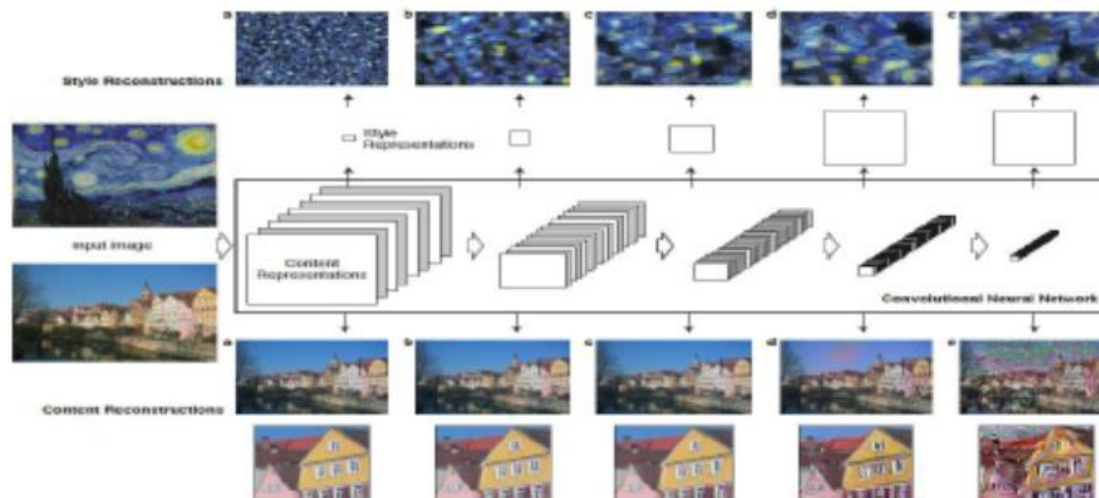 a b c d e
Style Reconstructions
Style
Representations
Input image
Content
Representations
Convolutional Neural Network
a b c d e
Content Reconstructions